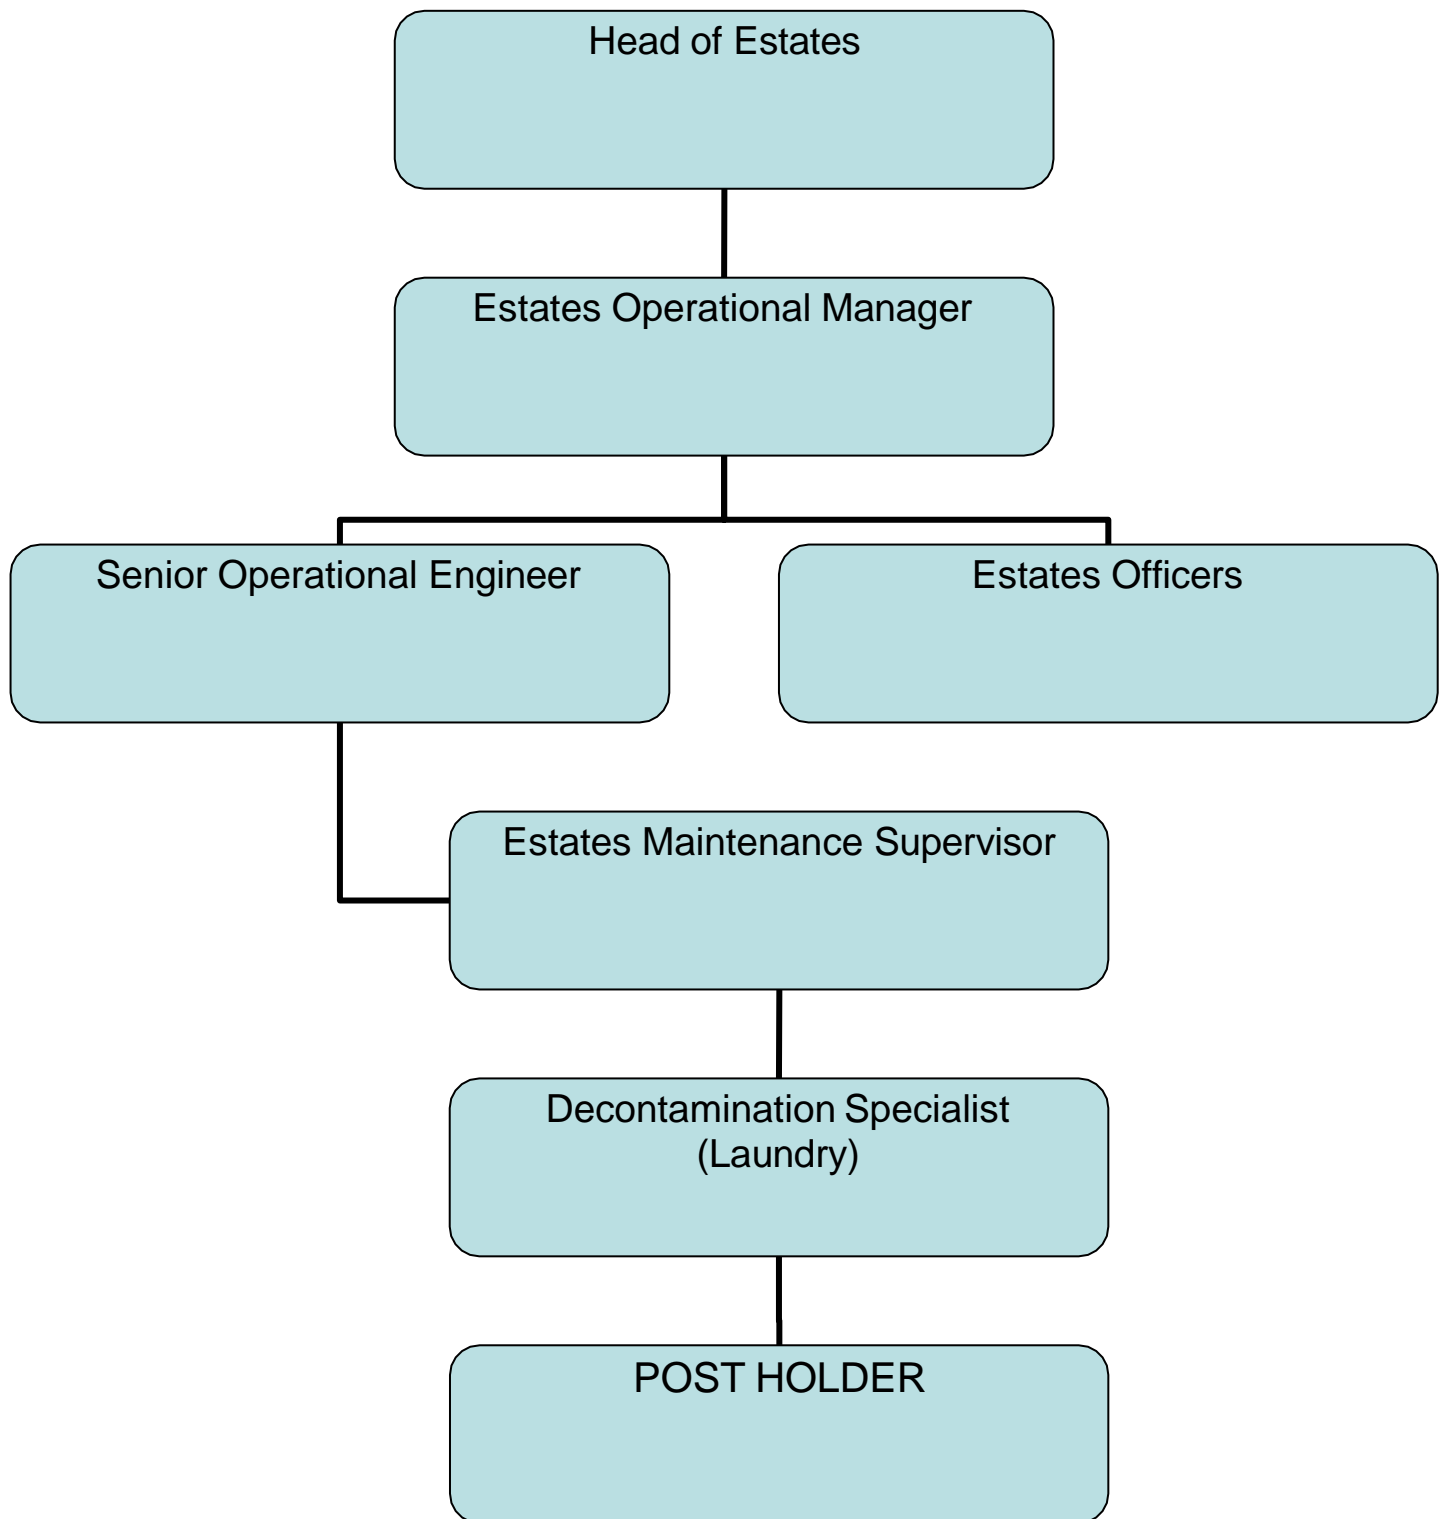 Head of Estates
Estates Operational Manager
Senior Operational Engineer
Estates Officers
Estates Maintenance Supervisor
Decontamination Specialist
(Laundry)
POST HOLDER